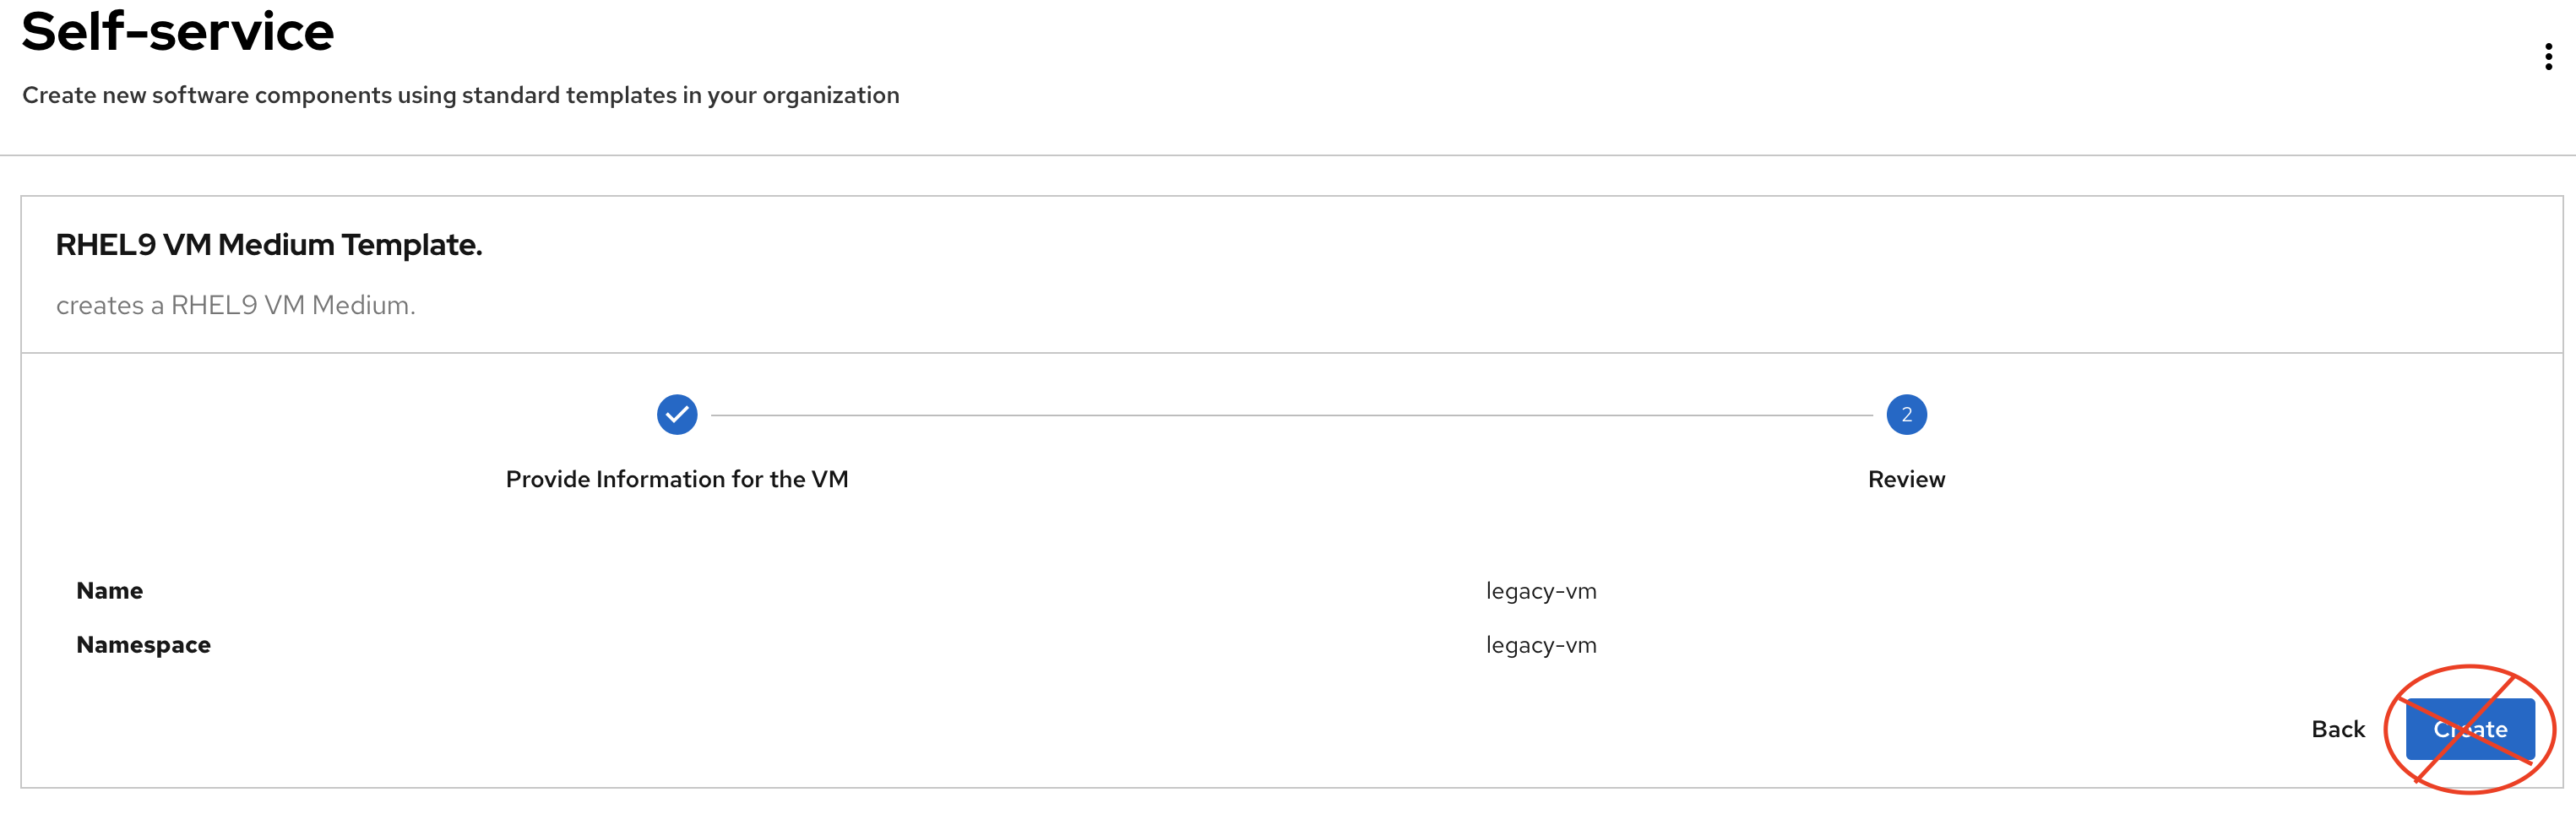 Self-service
Create new software components using standard templates in your organization
RHEL9 VM Medium Template.
creates a RHEL9 VM Medium.
2
Provide Information for the VM
Review
Name legacy-vm
Namespace legacy-vm
Back Create